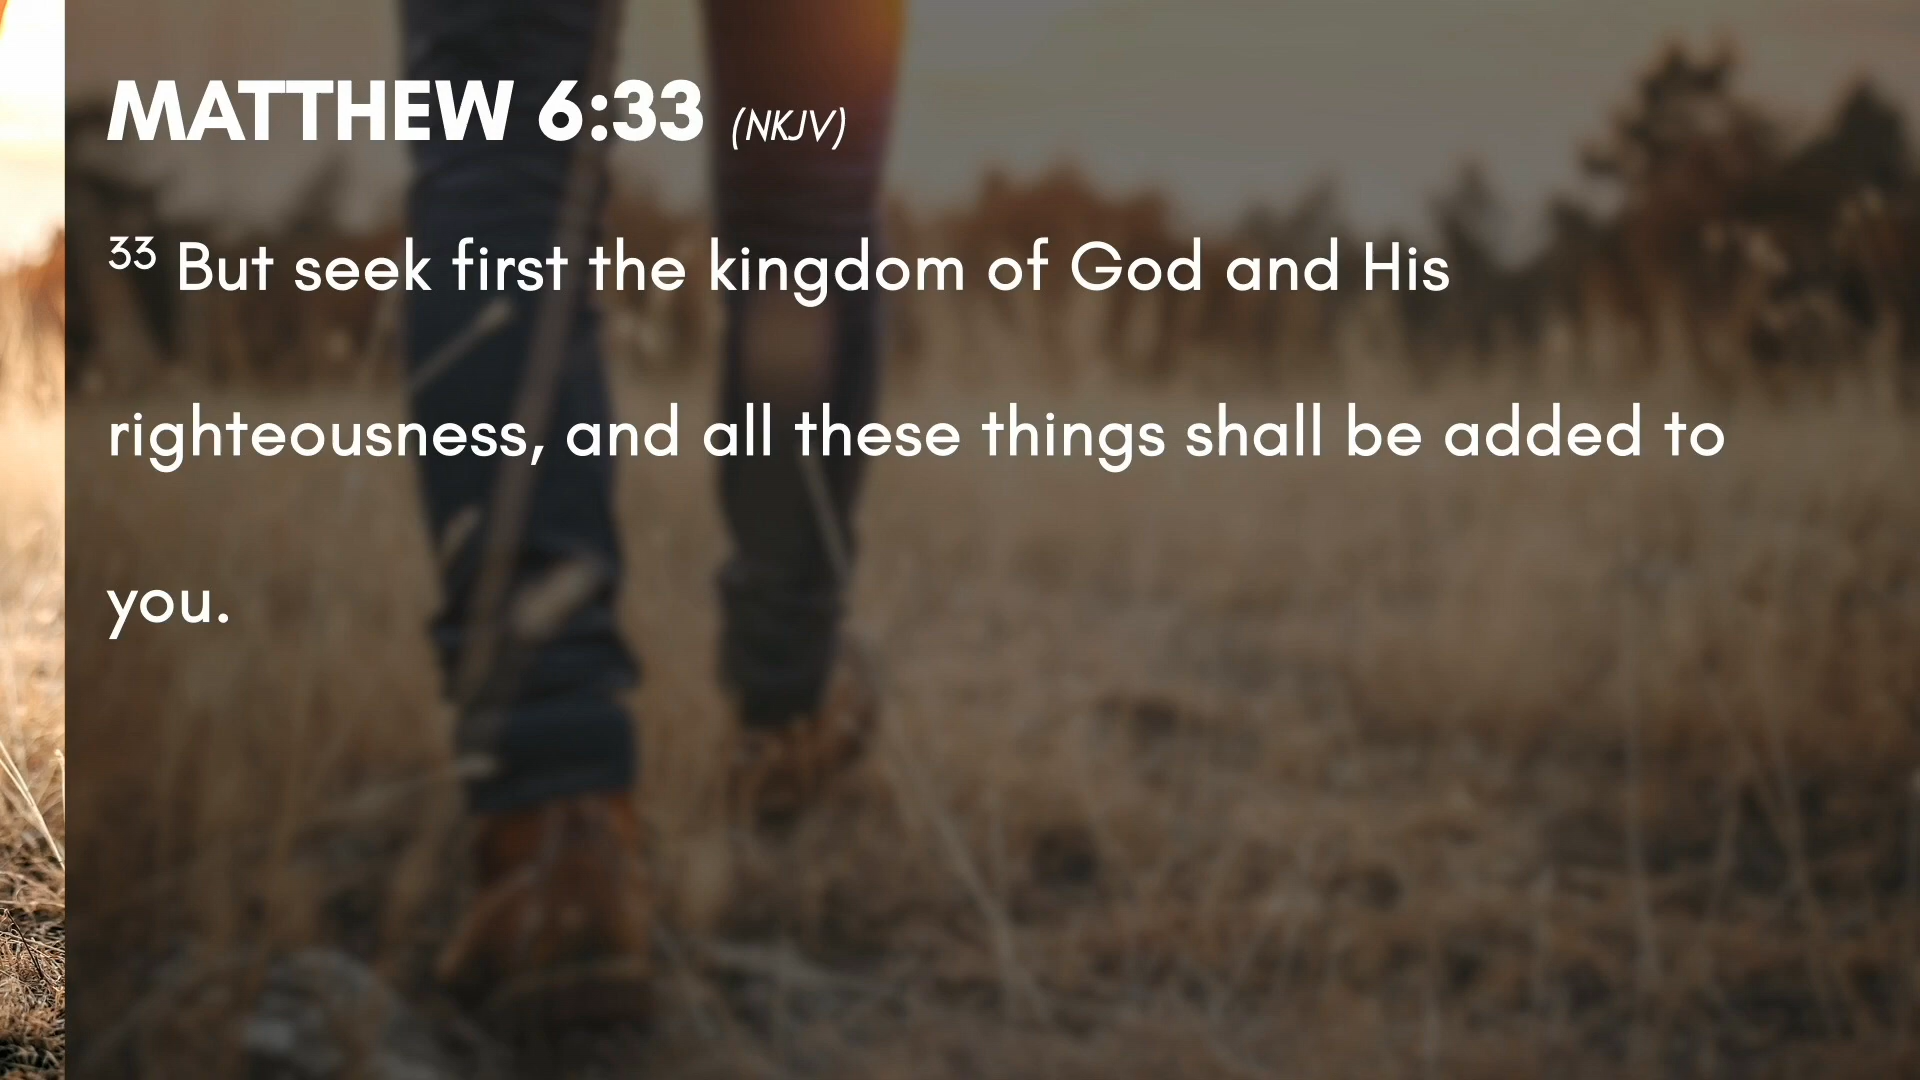 MATTHEW 6:33 (NKJV)
33 But seek first the kingdom of God and His
righteousness, and all these things shall be added to
you.